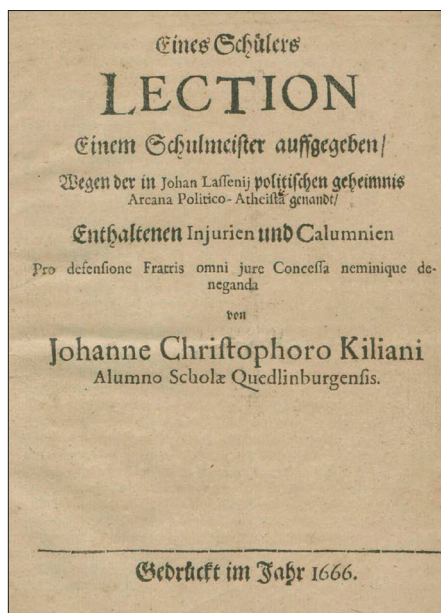 Eines Schülers
LECTION
Einem Schulmeister auffgegeben/
Wegen der in Johan Lassenij politischen geheimnis
Arcana Politico-Atheistã genandt/
Enthaltenen Injurien und Calumnien
Pro defensione Fratris omni jure Concessa neminique de-
neganda
von
Johanne Christophoro Kiliani
Alumno Scholæ Quedlinburgensis.
Gedrückt im Jahr 1666.